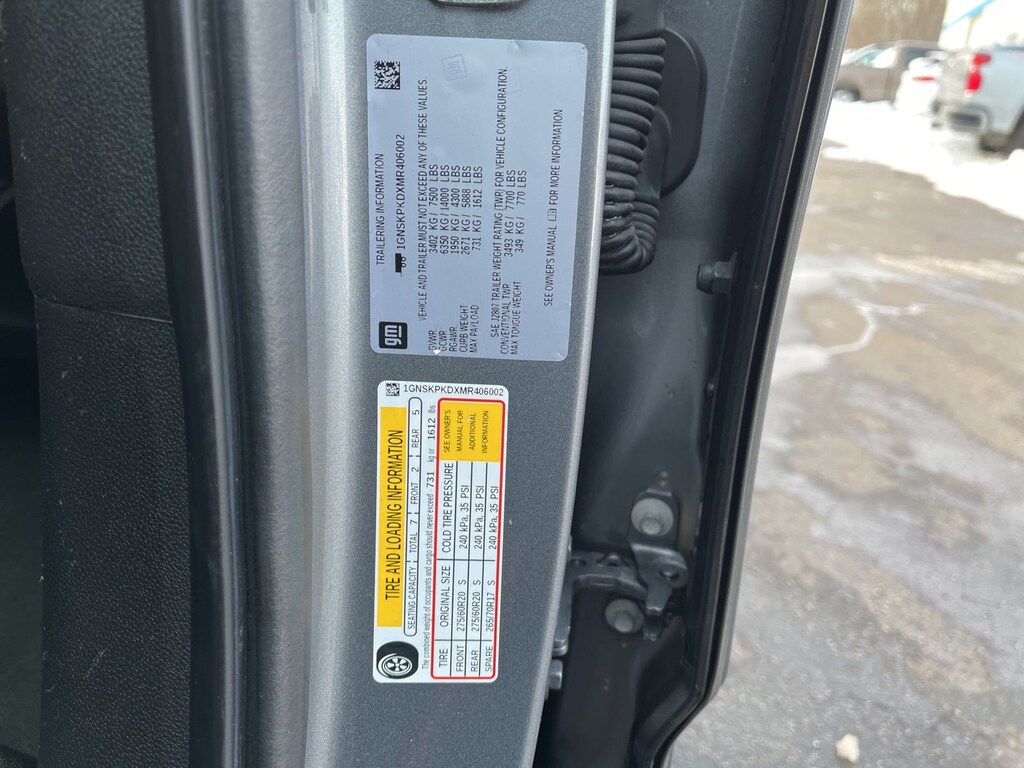 TRAILERING INFORMATION
1GNSKPKDXMR406002
gm
VEHICLE AND TRAILER MUST NOT EXCEED ANY OF THESE VALUES.
GVWR 3402 KG / 7500 LBS
GCWR 6350 KG / 14000 LBS
RGAWR 1950 KG / 4300 LBS
CURB WEIGHT 2671 KG / 5888 LBS
MAX PAYLOAD 731 KG / 1612 LBS
SAE J2807 TRAILER WEIGHT RATING (TWR) FOR VEHICLE CONFIGURATION.
CONVENTIONAL TWR 3493 KG / 7700 LBS
MAX TONGUE WEIGHT 349 KG / 770 LBS
SEE OWNER'S MANUAL FOR MORE INFORMATION
1GNSKPKDXMR406002
TIRE AND LOADING INFORMATION
SEATING CAPACITY TOTAL 7 FRONT 2 REAR 5
The combined weight of occupants and cargo should never exceed 731 kg or 1612 lbs
TIRE ORIGINAL SIZE COLD TIRE PRESSURE
FRONT 275/60R20 S 240 kPa, 35 PSI
REAR 275/60R20 S 240 kPa, 35 PSI
SPARE 265/70R17 S 240 kPa, 35 PSI
SEE OWNER'S
MANUAL FOR
ADDITIONAL
INFORMATION